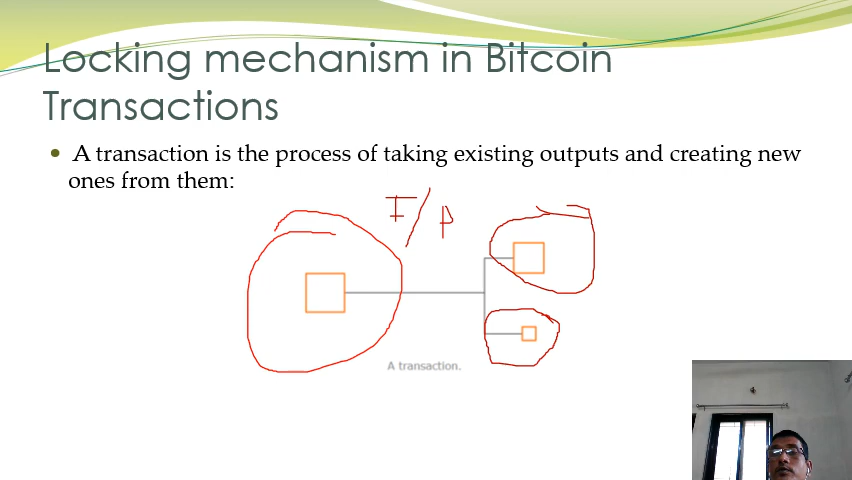 Locking mechanism in Bitcoin
Transactions
A transaction is the process of taking existing outputs and creating new
ones from them:
I/P
A transaction.